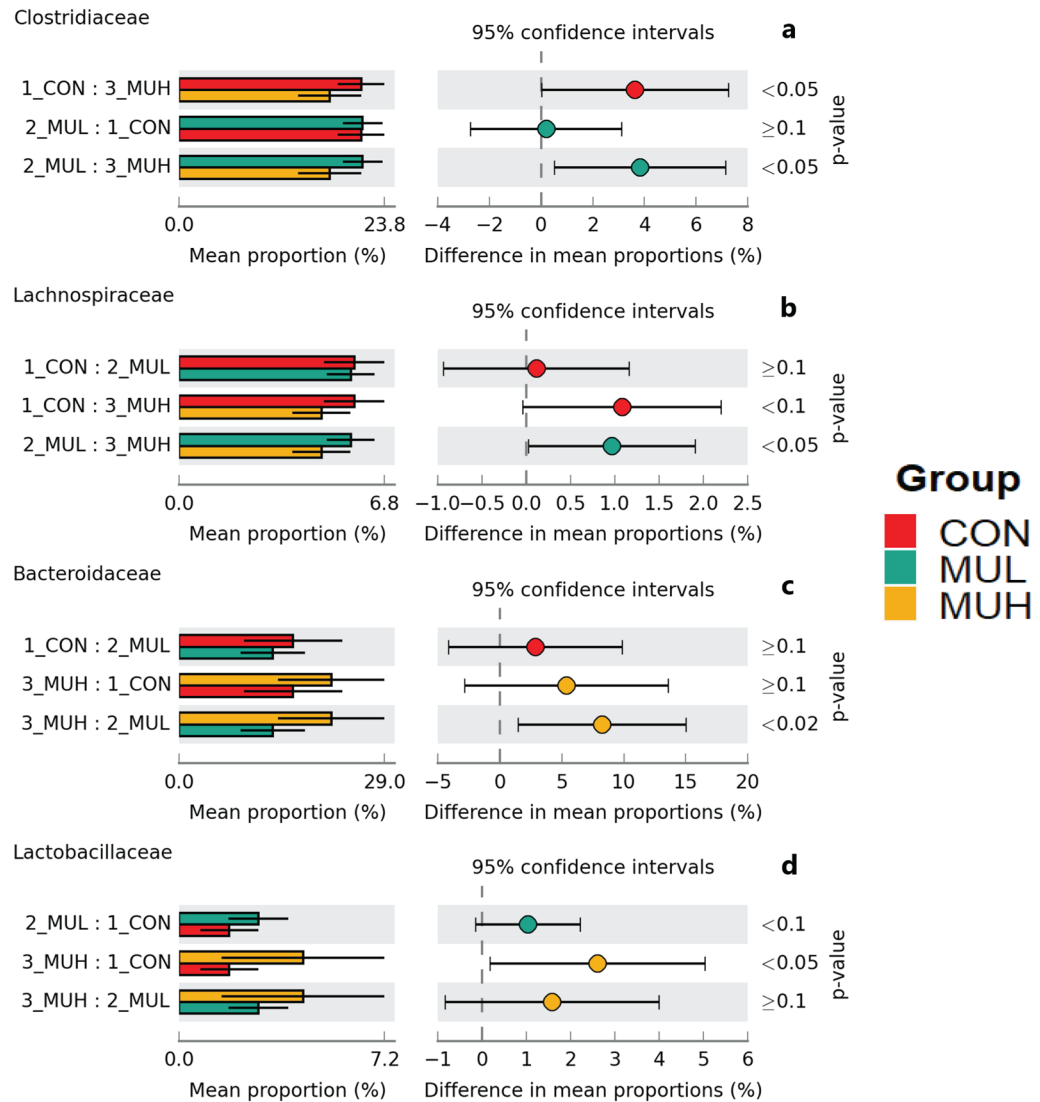 Clostridiaceae
a
95% confidence intervals
1_CON : 3_MUH
<0.05
2_MUL : 1_CON
≥0.1
2_MUL : 3_MUH
<0.05
p-value
0.0 23.8
−4 −2 0 2 4 6 8
Mean proportion (%)
Difference in mean proportions (%)
Lachnospiraceae
b
95% confidence intervals
1_CON : 2_MUL
≥0.1
1_CON : 3_MUH
<0.1
2_MUL : 3_MUH
<0.05
p-value
0.0 6.8
−1.0 −0.5 0.0 0.5 1.0 1.5 2.0 2.5
Mean proportion (%)
Difference in mean proportions (%)
Group
CON
MUL
MUH
Bacteroidaceae
c
95% confidence intervals
1_CON : 2_MUL
≥0.1
3_MUH : 1_CON
≥0.1
3_MUH : 2_MUL
<0.02
p-value
0.0 29.0
−5 0 5 10 15 20
Mean proportion (%)
Difference in mean proportions (%)
Lactobacillaceae
d
95% confidence intervals
2_MUL : 1_CON
<0.1
3_MUH : 1_CON
<0.05
3_MUH : 2_MUL
≥0.1
p-value
0.0 7.2
−1 0 1 2 3 4 5 6
Mean proportion (%)
Difference in mean proportions (%)